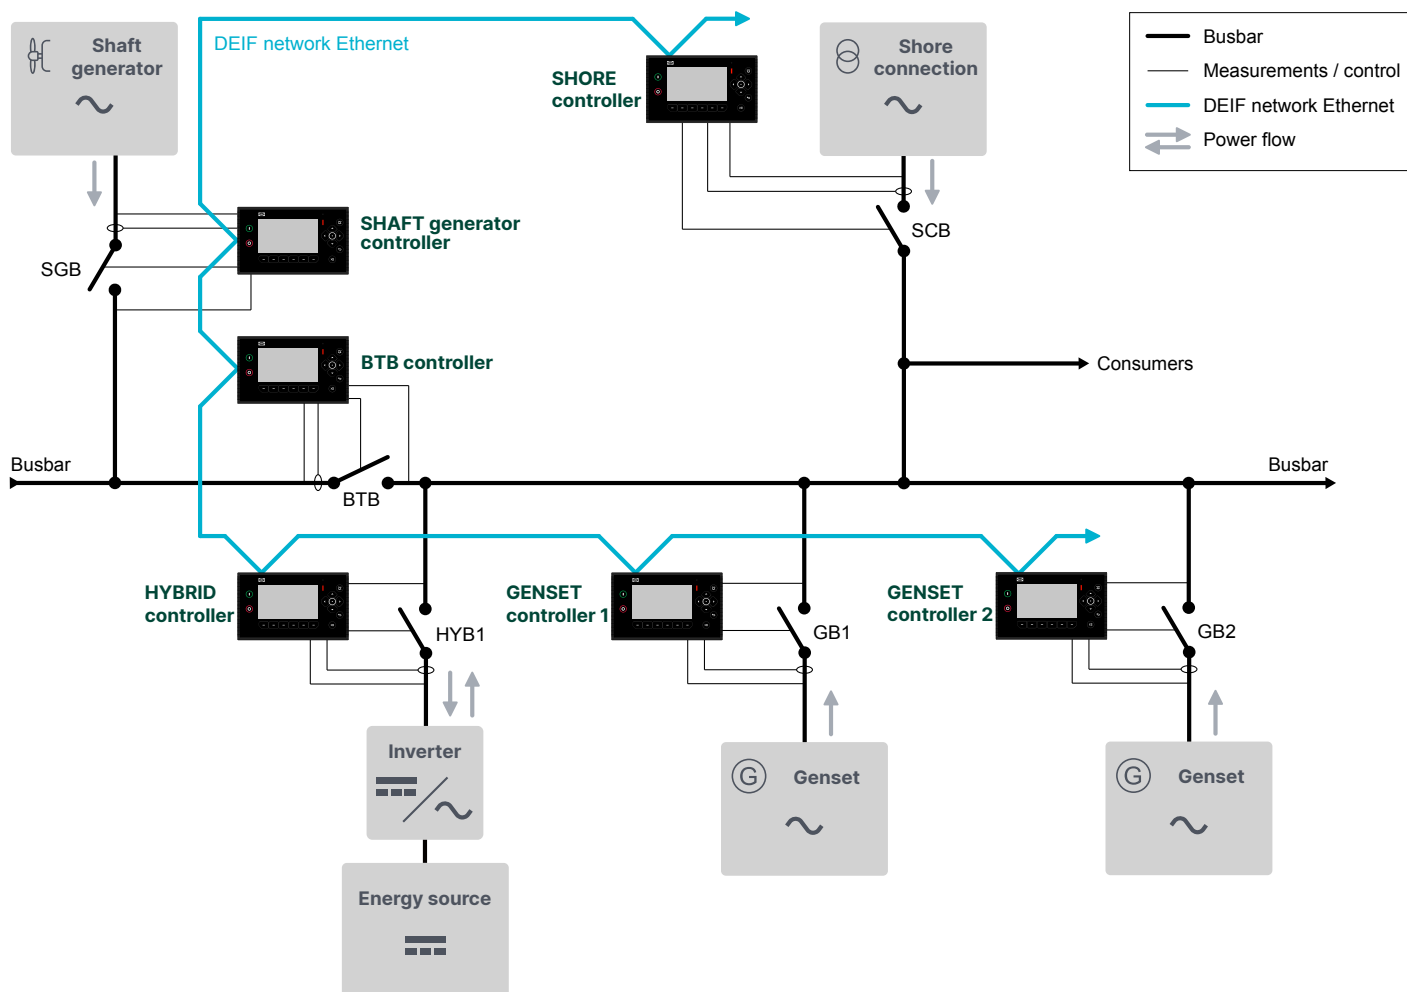 Shaft
generator
DEIF network Ethernet
SHORE
controller
Shore
connection
Busbar
Measurements / control
DEIF network Ethernet
Power flow
SHAFT generator
controller
SGB
SCB
BTB controller
Consumers
Busbar
BTB
Busbar
HYBRID
controller
HYB1
GENSET
controller 1
GB1
GENSET
controller 2
GB2
Inverter
G
Genset
G
Genset
Energy source